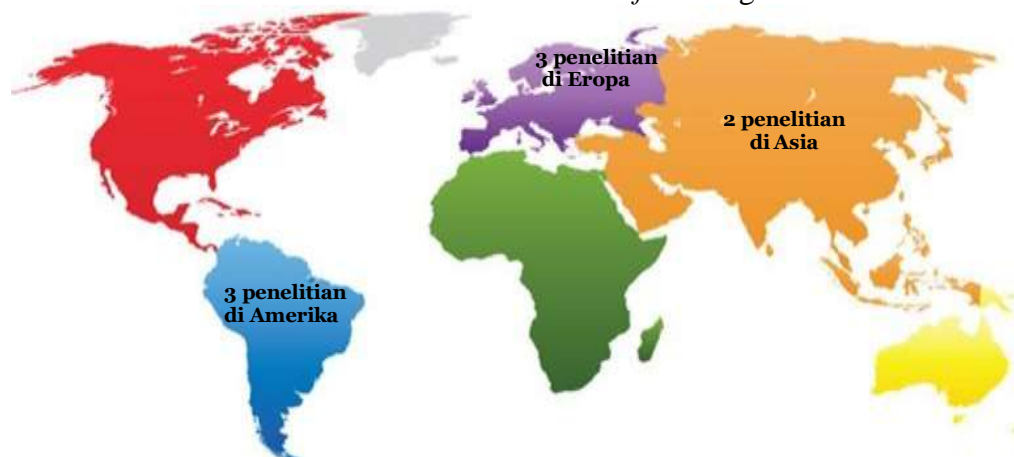 3 penelitian
di Eropa
2 penelitian
di Asia
3 penelitian
di Amerika